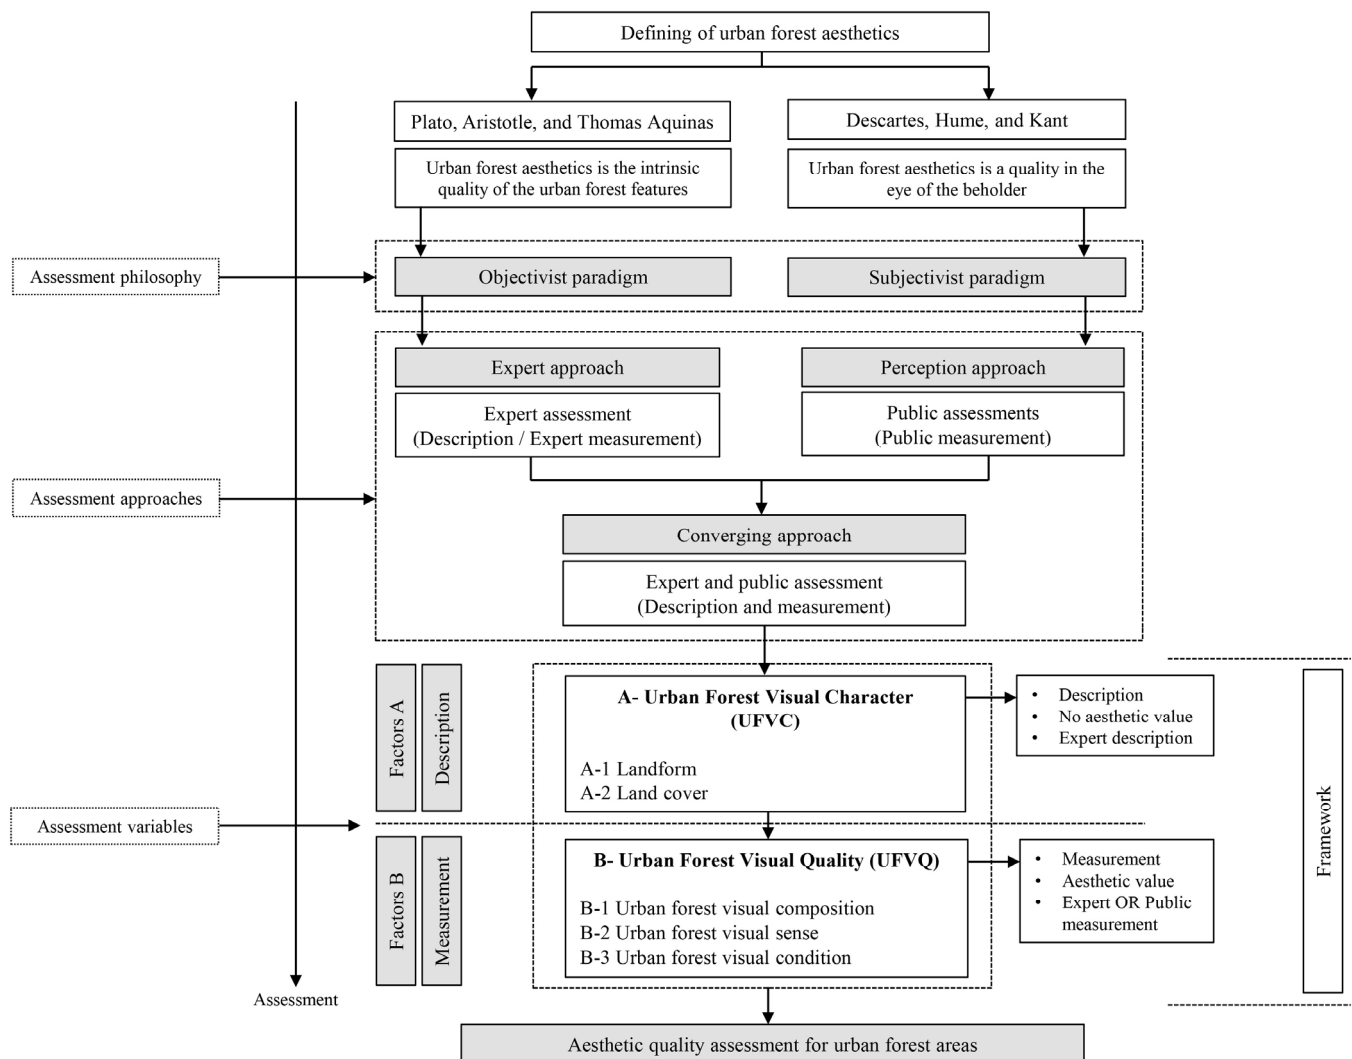 Defining of urban forest aesthetics
Plato, Aristotle, and Thomas Aquinas
Descartes, Hume, and Kant
Urban forest aesthetics is the intrinsic
quality of the urban forest features
Urban forest aesthetics is a quality in the
eye of the beholder
Assessment philosophy
Objectivist paradigm
Subjectivist paradigm
Expert approach
Perception approach
Expert assessment
(Description / Expert measurement)
Public assessments
(Public measurement)
Assessment approaches
Converging approach
Expert and public assessment
(Description and measurement)
Factors A
Description
A- Urban Forest Visual Character
(UFVC)
A-1 Landform
A-2 Land cover
• Description
• No aesthetic value
• Expert description
Framework
Assessment variables
Factors B
Measurement
B- Urban Forest Visual Quality (UFVQ)
B-1 Urban forest visual composition
B-2 Urban forest visual sense
B-3 Urban forest visual condition
• Measurement
• Aesthetic value
• Expert OR Public
measurement
Assessment
Aesthetic quality assessment for urban forest areas